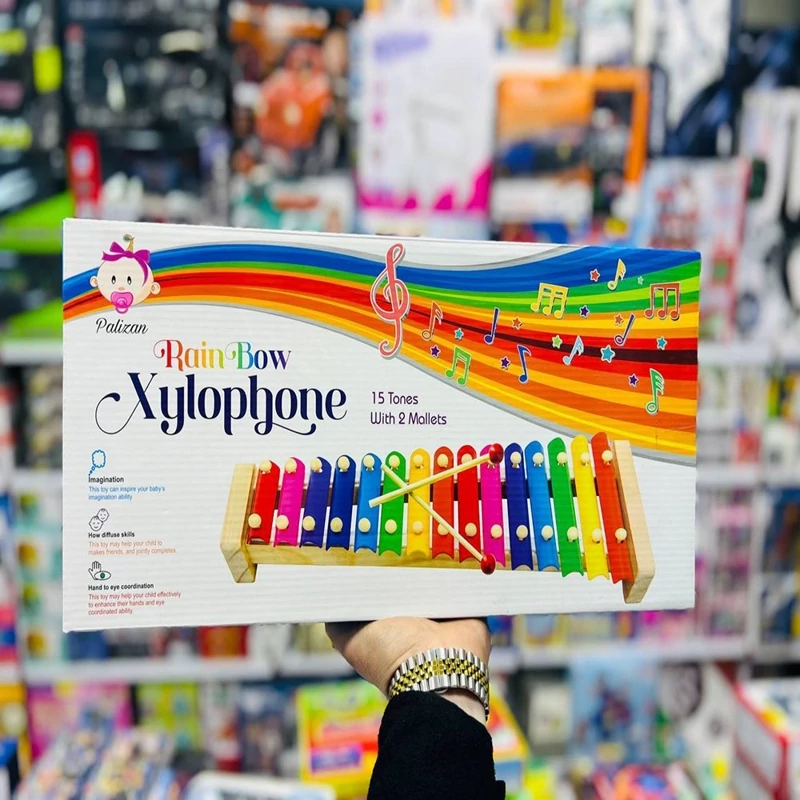 Palizan
RainBow
Xylophone
15 Tones
With 2 Mallets
Imagination
This toy can inspire your baby's
imagination ability
How diffuse skills
This toy may help your child to
makes friends, and jointly completes
Hand to eye coordination
This toy may help your child effectively
to enhance their hands and eye
coordinated ability